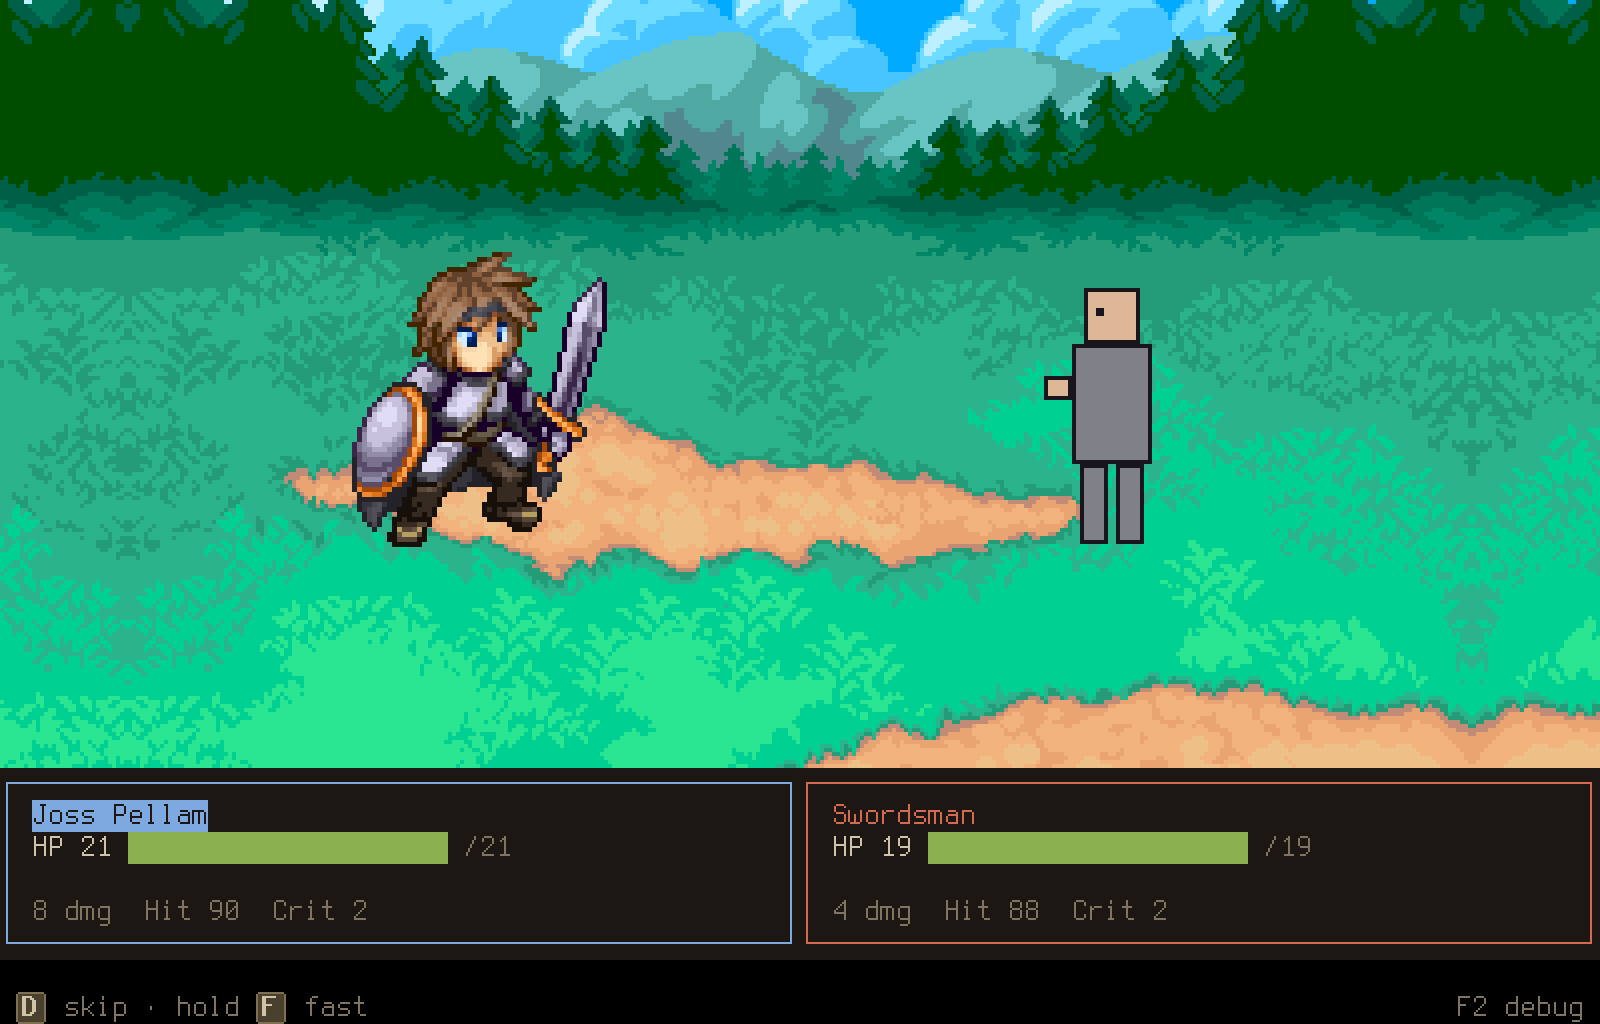 Joss Pellam
HP 21 /21
8 dmg Hit 90 Crit 2
Swordsman
HP 19 /19
4 dmg Hit 88 Crit 2
D skip · hold F fast
F2 debug